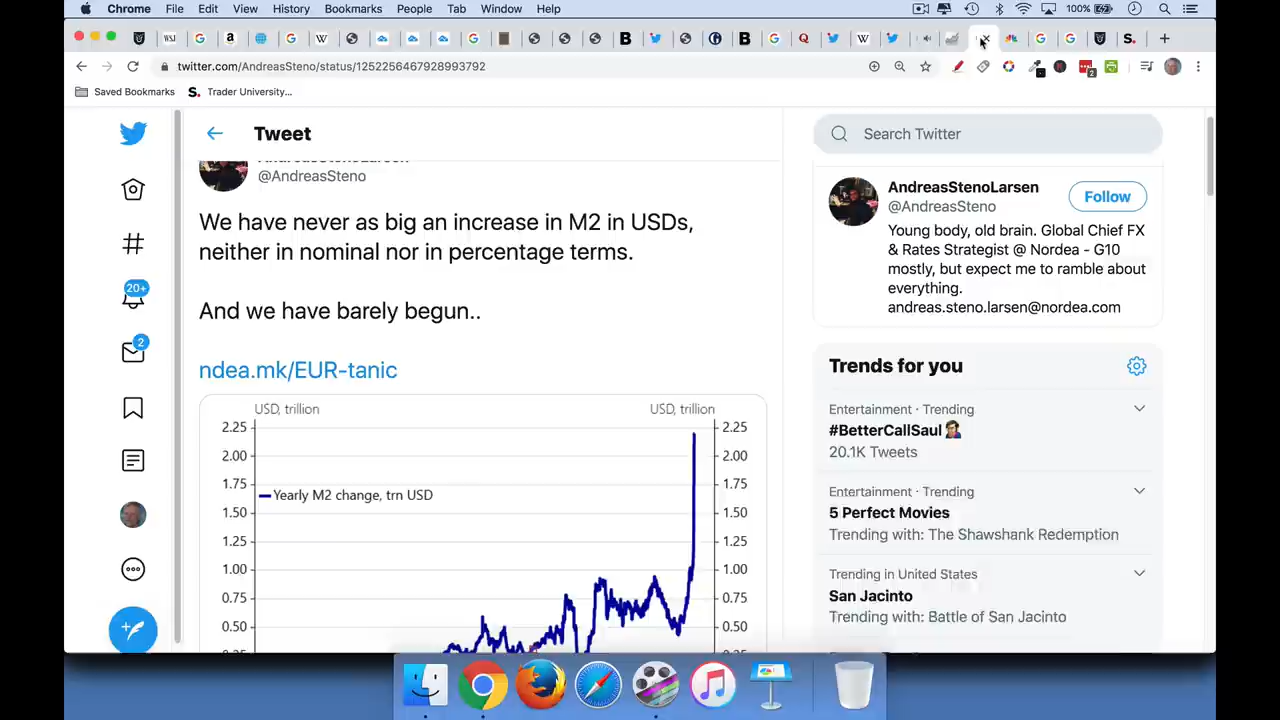 Chrome File Edit View History Bookmarks People Tab Window Help 100%
twitter.com/AndreasSteno/status/1252256467928993792
Saved Bookmarks S. Trader University...
Tweet
Search Twitter
@AndreasSteno
We have never as big an increase in M2 in USDs,
neither in nominal nor in percentage terms.
And we have barely begun..
ndea.mk/EUR-tanic
USD, trillion USD, trillion
2.25 2.25
2.00 2.00
1.75 1.75
Yearly M2 change, trn USD
1.50 1.50
1.25 1.25
1.00 1.00
0.75 0.75
0.50 0.50
20+
2
AndreasStenoLarsen
@AndreasSteno
Follow
Young body, old brain. Global Chief FX
& Rates Strategist @ Nordea - G10
mostly, but expect me to ramble about
everything.
andreas.steno.larsen@nordea.com
Trends for you
Entertainment · Trending
#BetterCallSaul
20.1K Tweets
Entertainment · Trending
5 Perfect Movies
Trending with: The Shawshank Redemption
Trending in United States
San Jacinto
Trending with: Battle of San Jacinto